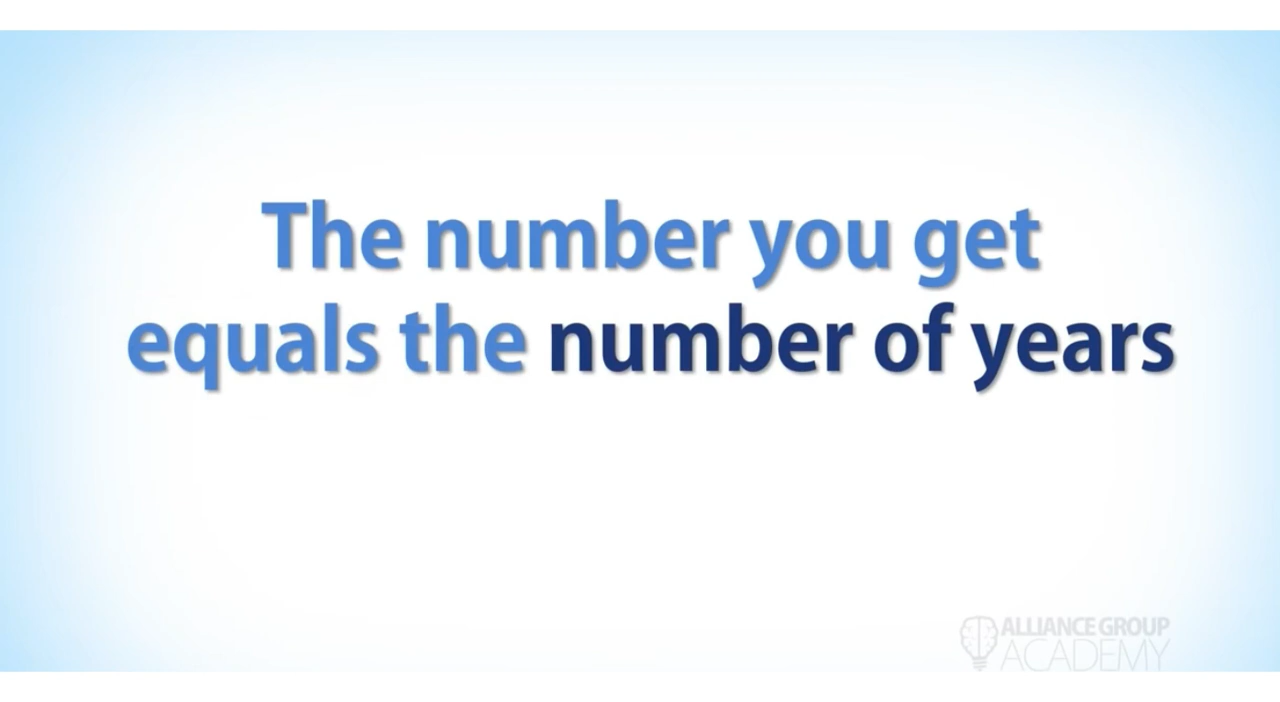 The number you get
equals the number of years
ALLIANCE GROUP
ACADEMY